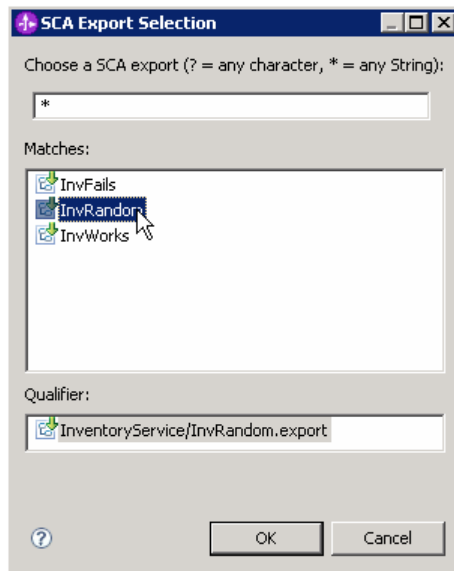 SCA Export Selection
Choose a SCA export (? = any character, * = any String):
*
Matches:
InvFails
InvRandom
InvWorks
Qualifier:
InventoryService/InvRandom.export
?
OK Cancel